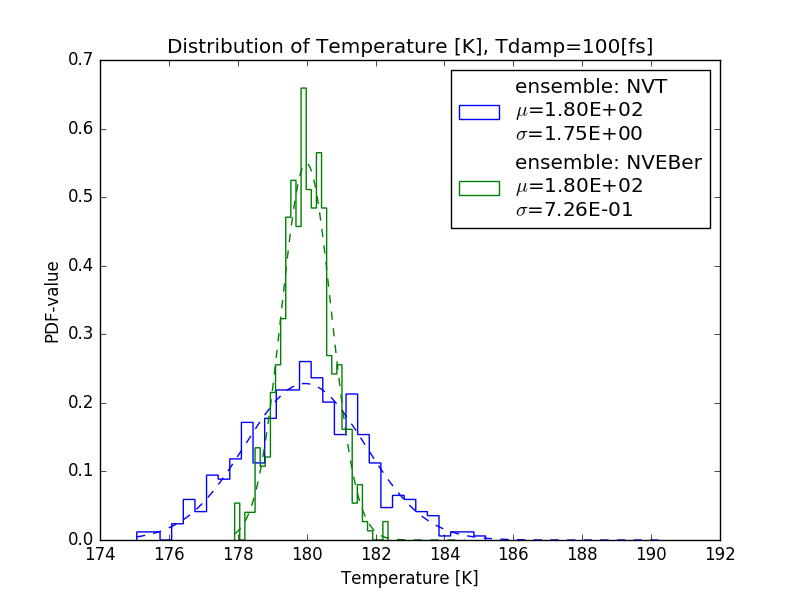 Distribution of Temperature [K], Tdamp=100[fs]
0.7
0.6
0.5
0.4
0.3
0.2
0.1
0.0
PDF-value
ensemble: NVT
μ=1.80E+02
σ=1.75E+00
ensemble: NVEBer
μ=1.80E+02
σ=7.26E-01
174 176 178 180 182 184 186 188 190 192
Temperature [K]